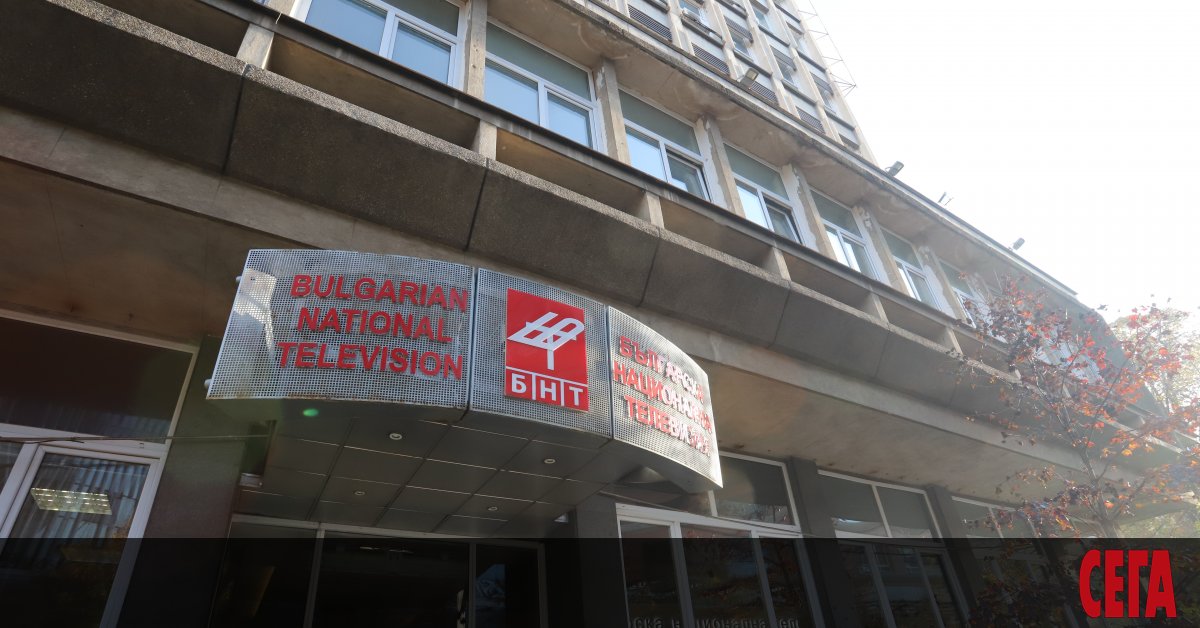 BULGARIAN
NATIONAL
TELEVISION
БНТ
БЪЛГАРСКА
НАЦИОНАЛНА
ТЕЛЕВИЗИЯ
СЕГА